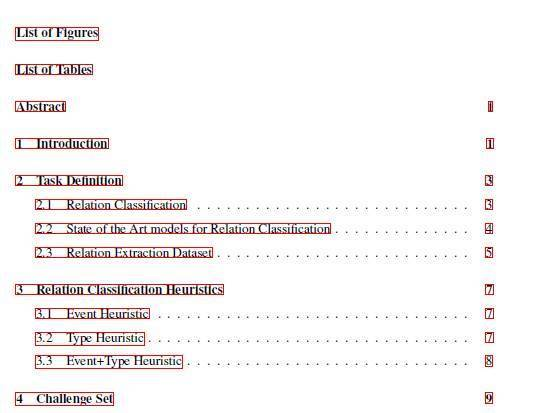 List of Figures
List of Tables
Abstract 1
1 Introduction 1
2 Task Definition 3
2.1 Relation Classification . . . . . . . . . . . . . . . . . . . . . . . . . . . . 3
2.2 State of the Art models for Relation Classification . . . . . . . . . . . . 4
2.3 Relation Extraction Dataset . . . . . . . . . . . . . . . . . . . . . . . . . . 5
3 Relation Classification Heuristics 7
3.1 Event Heuristic . . . . . . . . . . . . . . . . . . . . . . . . . . . . . . . . 7
3.2 Type Heuristic . . . . . . . . . . . . . . . . . . . . . . . . . . . . . . . . . 7
3.3 Event+Type Heuristic . . . . . . . . . . . . . . . . . . . . . . . . . . . . . 8
4 Challenge Set 9